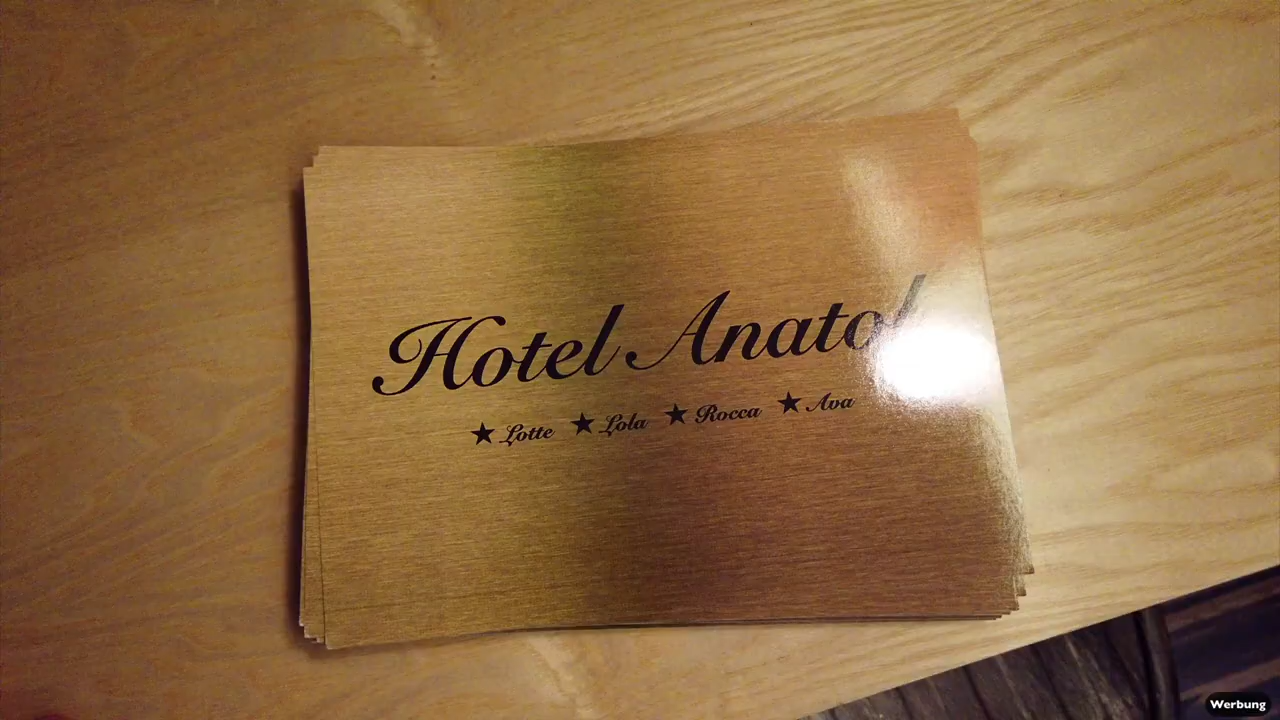 Hotel Anatol
★ Lotte ★ Lola ★ Rocca ★ Ava
Werbung